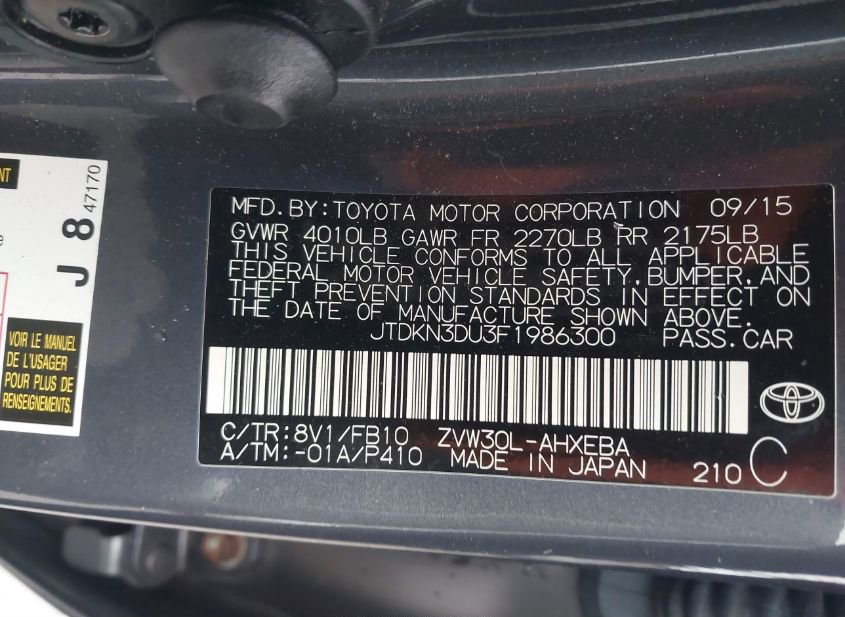 NT
e
J 8
47170
VOIR LE MANUEL
DE L'USAGER
POUR PLUS DE
RENSEIGNEMENTS.
MFD.BY:TOYOTA MOTOR CORPORATION 09/15
GVWR 4010LB GAWR FR 2270LB RR 2175LB
THIS VEHICLE CONFORMS TO ALL APPLICABLE
FEDERAL MOTOR VEHICLE SAFETY,BUMPER,AND
THEFT PREVENTION STANDARDS IN EFFECT ON
THE DATE OF MANUFACTURE SHOWN ABOVE.
JTDKN3DU3F1986300 PASS.CAR
C/TR:8V1/FB10 ZVW30L-AHXEBA
A/TM:-01A/P410 MADE IN JAPAN 210 C